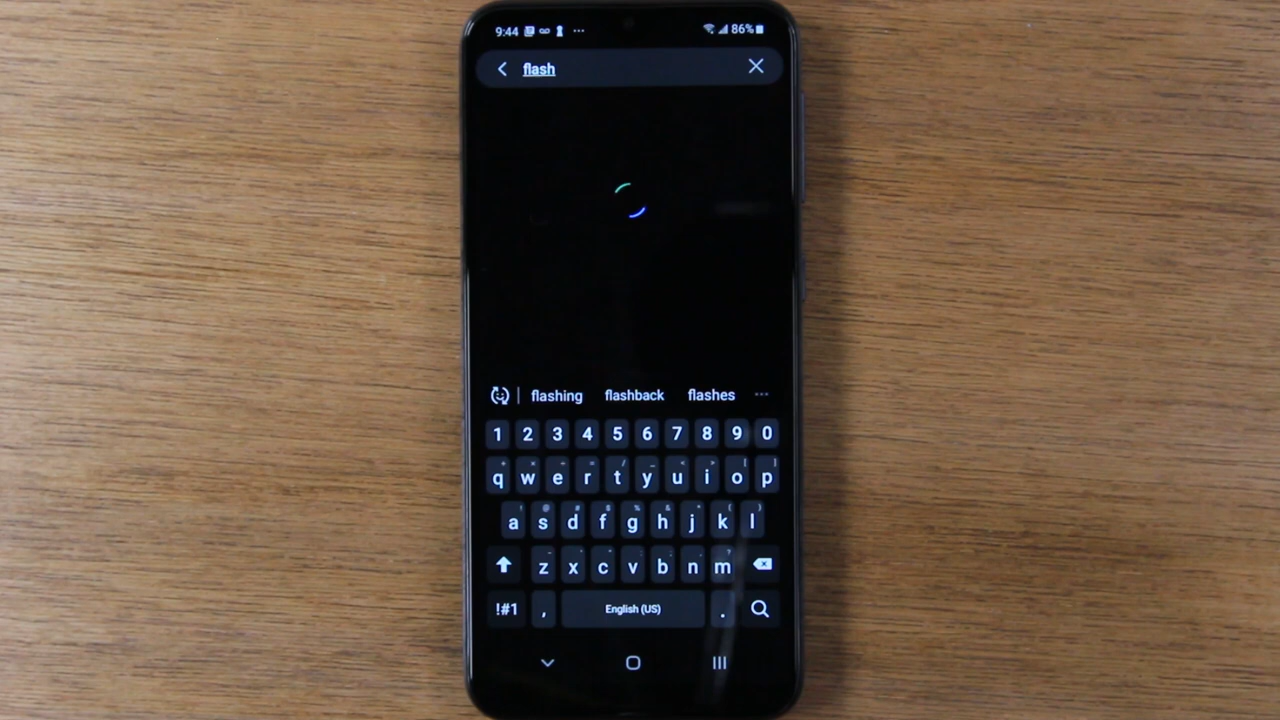 9:44 86%
flash
flashing flashback flashes
1 2 3 4 5 6 7 8 9 0
q w e r t y u i o p
a s d f g h j k l
z x c v b n m
!#1 , English (US) .